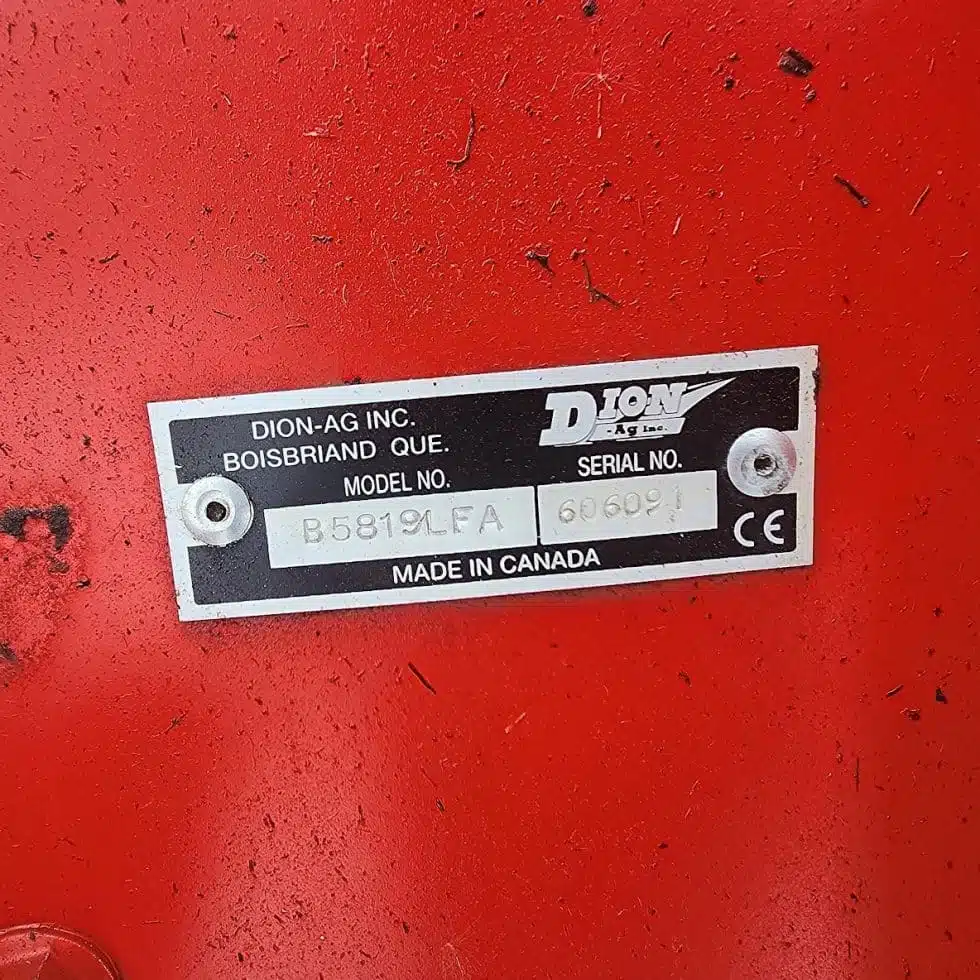 DION-AG INC.
BOISBRIAND QUE.
DION
-Ag Inc.
MODEL NO.
SERIAL NO.
B5819LFA
606091
CE
MADE IN CANADA